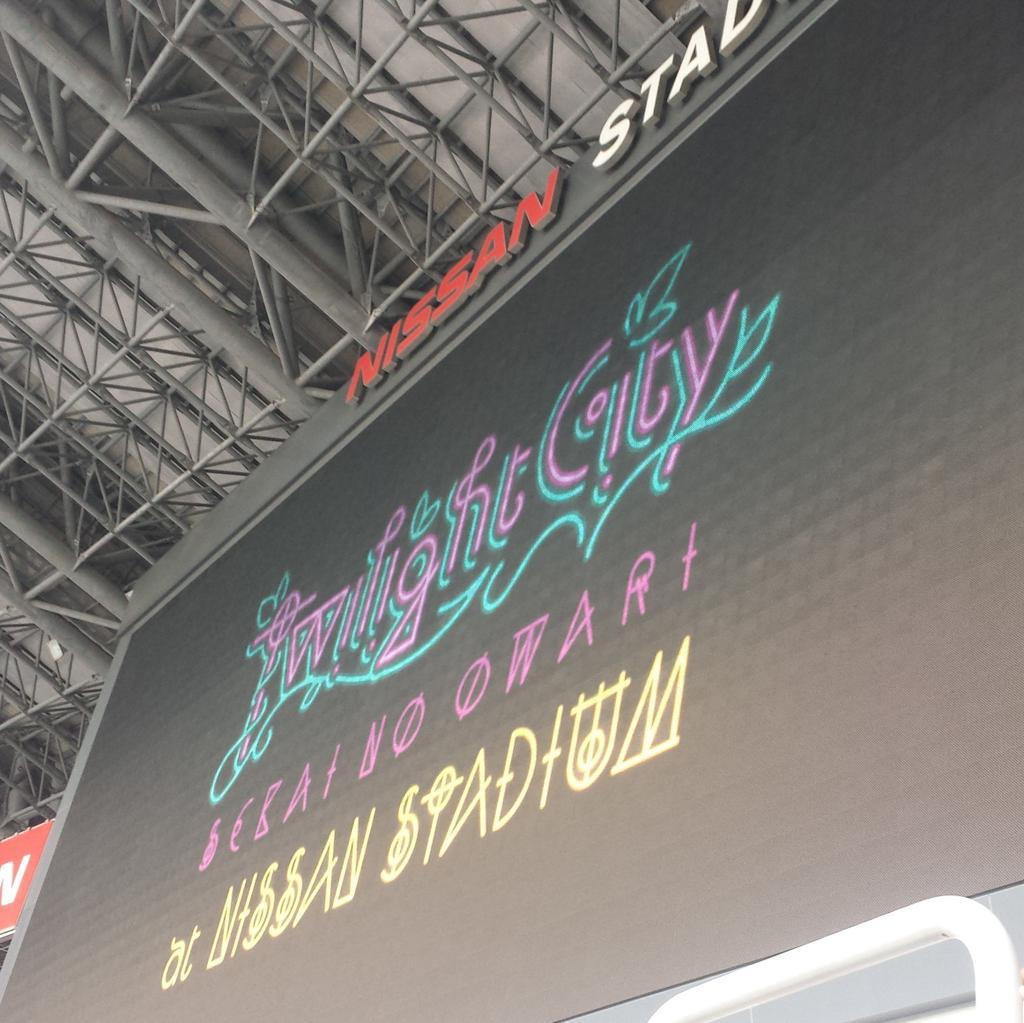 NISSAN STAD
Twilight City
SEKAI NO OWARI
at NISSAN STADIUM
N